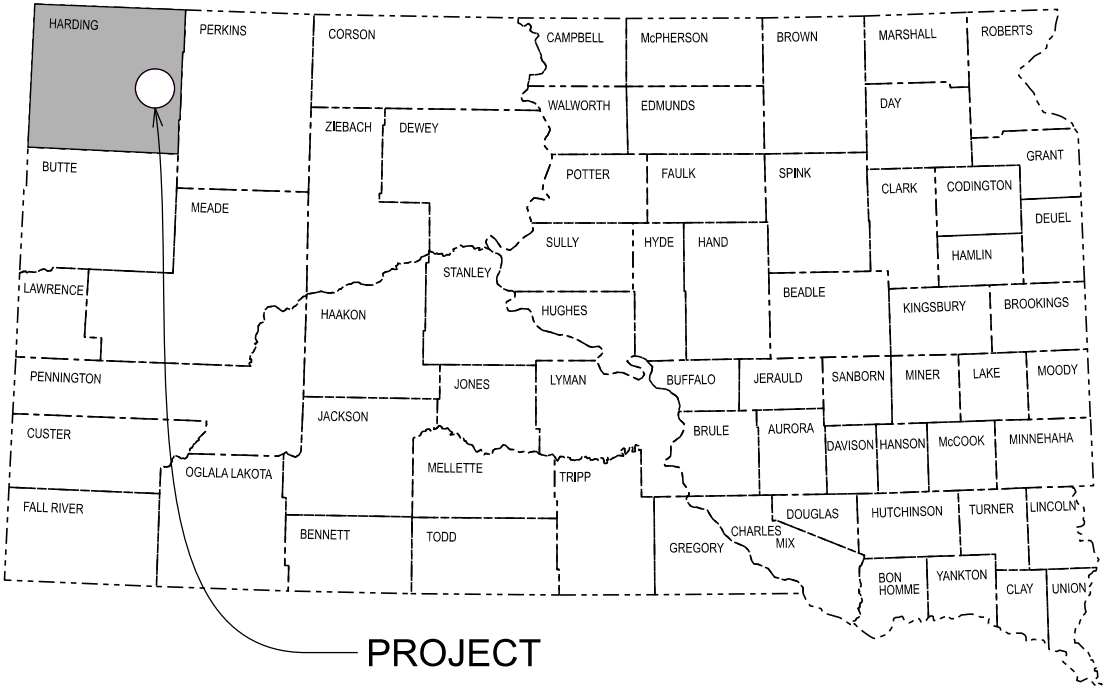 HARDING
PERKINS
CORSON
CAMPBELL
McPHERSON
BROWN
MARSHALL
ROBERTS
WALWORTH
EDMUNDS
DAY
ZIEBACH
DEWEY
BUTTE
POTTER
FAULK
SPINK
GRANT
CLARK
CODINGTON
MEADE
DEUEL
SULLY
HYDE
HAND
HAMLIN
STANLEY
LAWRENCE
BEADLE
HAAKON
HUGHES
KINGSBURY
BROOKINGS
PENNINGTON
JONES
LYMAN
BUFFALO
JERAULD
SANBORN
MINER
LAKE
MOODY
JACKSON
CUSTER
BRULE
AURORA
DAVISON
HANSON
McCOOK
MINNEHAHA
OGLALA LAKOTA
MELLETTE
TRIPP
FALL RIVER
DOUGLAS
HUTCHINSON
TURNER
LINCOLN
BENNETT
TODD
GREGORY
CHARLES
MIX
BON
HOMME
YANKTON
CLAY
UNION
PROJECT